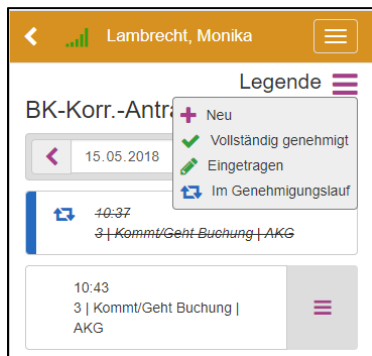 Lambrecht, Monika
Legende
BK-Korr.-Antr
Neu
Vollständig genehmigt
Eingetragen
Im Genehmigungslauf
15.05.2018
10:37
3 | Kommt/Geht Buchung | AKG
10:43
3 | Kommt/Geht Buchung |
AKG